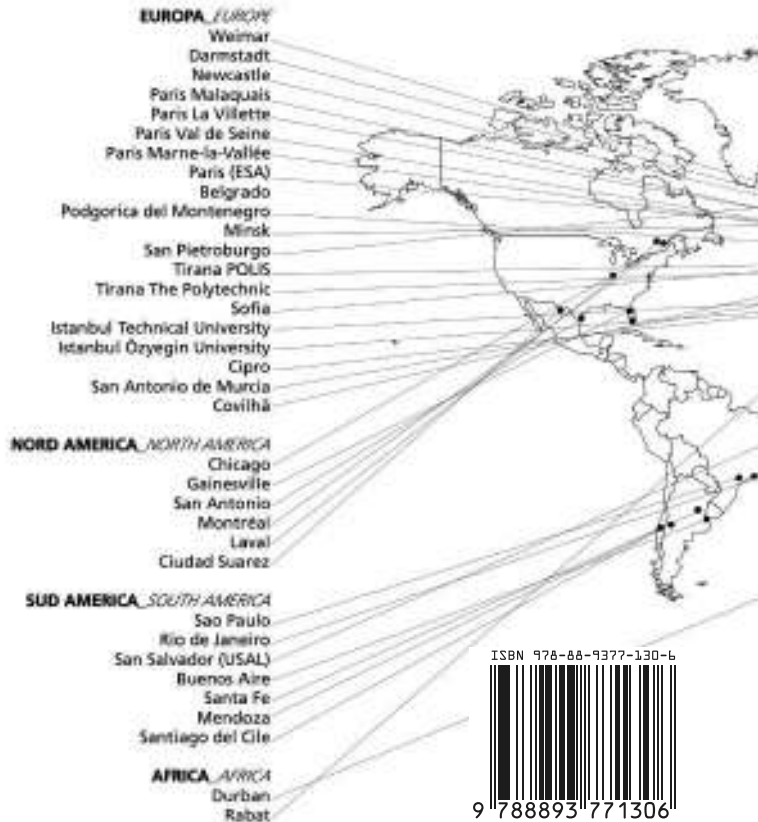 EUROPA_EUROPE
Weimar
Darmstadt
Newcastle
Paris Malaquais
Paris La Villette
Paris Val de Seine
Paris Marne-la-Vallée
Paris (ESA)
Belgrado
Podgorica del Montenegro
Minsk
San Pietroburgo
Tirana POLIS
Tirana The Polytechnic
Sofia
Istanbul Technical University
Istanbul Özyegin University
Cipro
San Antonio de Murcia
Covilhã
NORD AMERICA_NORTH AMERICA
Chicago
Gainesville
San Antonio
Montréal
Laval
Ciudad Suarez
SUD AMERICA_SOUTH AMERICA
Sao Paulo
Rio de Janeiro
San Salvador (USAL)
Buenos Aire
Santa Fe
Mendoza
Santiago del Cile
AFRICA_AFRICA
Durban
Rabat
ISBN 978-88-9377-130-6
9 788893 771306